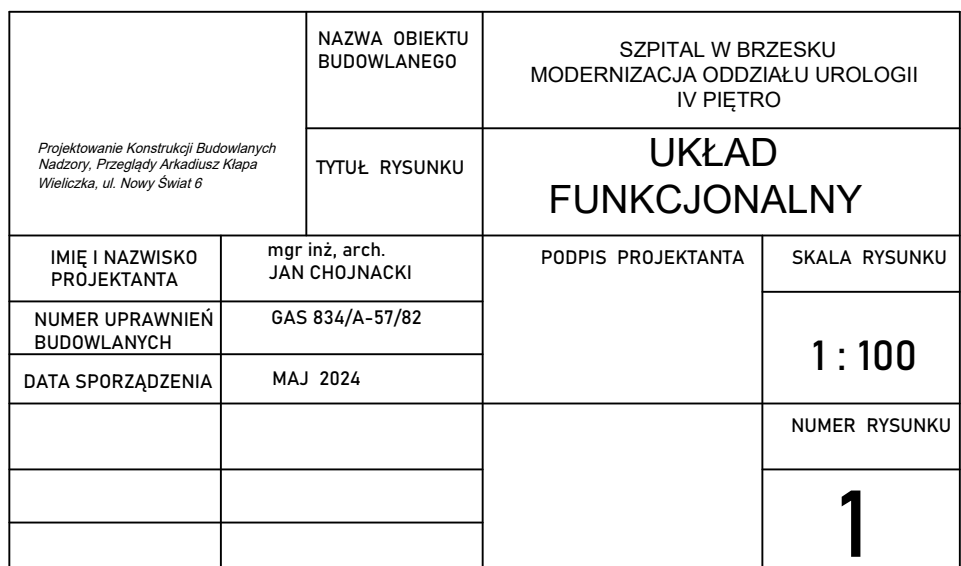 NAZWA OBIEKTU
BUDOWLANEGO
SZPITAL W BRZESKU
MODERNIZACJA ODDZIAŁU UROLOGII
IV PIĘTRO
Projektowanie Konstrukcji Budowlanych
Nadzory, Przeglądy Arkadiusz Kłapa
Wieliczka, ul. Nowy Świat 6
TYTUŁ RYSUNKU
UKŁAD
FUNKCJONALNY
IMIĘ I NAZWISKO
PROJEKTANTA
mgr inż, arch.
JAN CHOJNACKI
PODPIS PROJEKTANTA
SKALA RYSUNKU
NUMER UPRAWNIEŃ
BUDOWLANYCH
GAS 834/A-57/82
1 : 100
DATA SPORZĄDZENIA
MAJ 2024
NUMER RYSUNKU
1